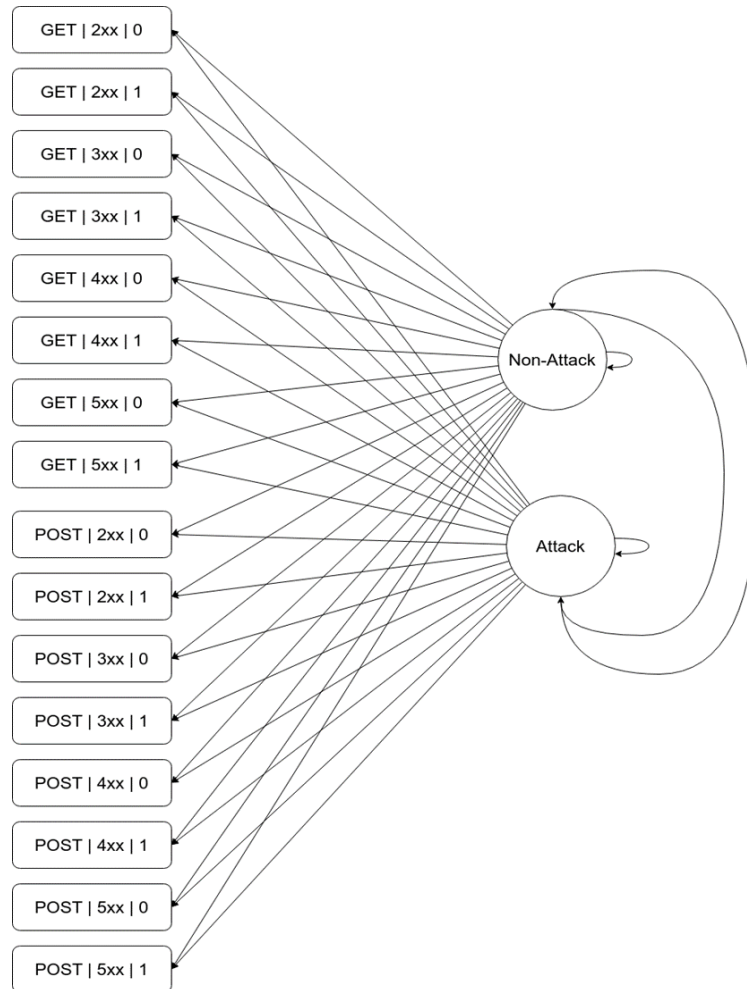 GET | 2xx | 0
GET | 2xx | 1
GET | 3xx | 0
GET | 3xx | 1
GET | 4xx | 0
GET | 4xx | 1
GET | 5xx | 0
GET | 5xx | 1
POST | 2xx | 0
POST | 2xx | 1
POST | 3xx | 0
POST | 3xx | 1
POST | 4xx | 0
POST | 4xx | 1
POST | 5xx | 0
POST | 5xx | 1
Non-Attack
Attack